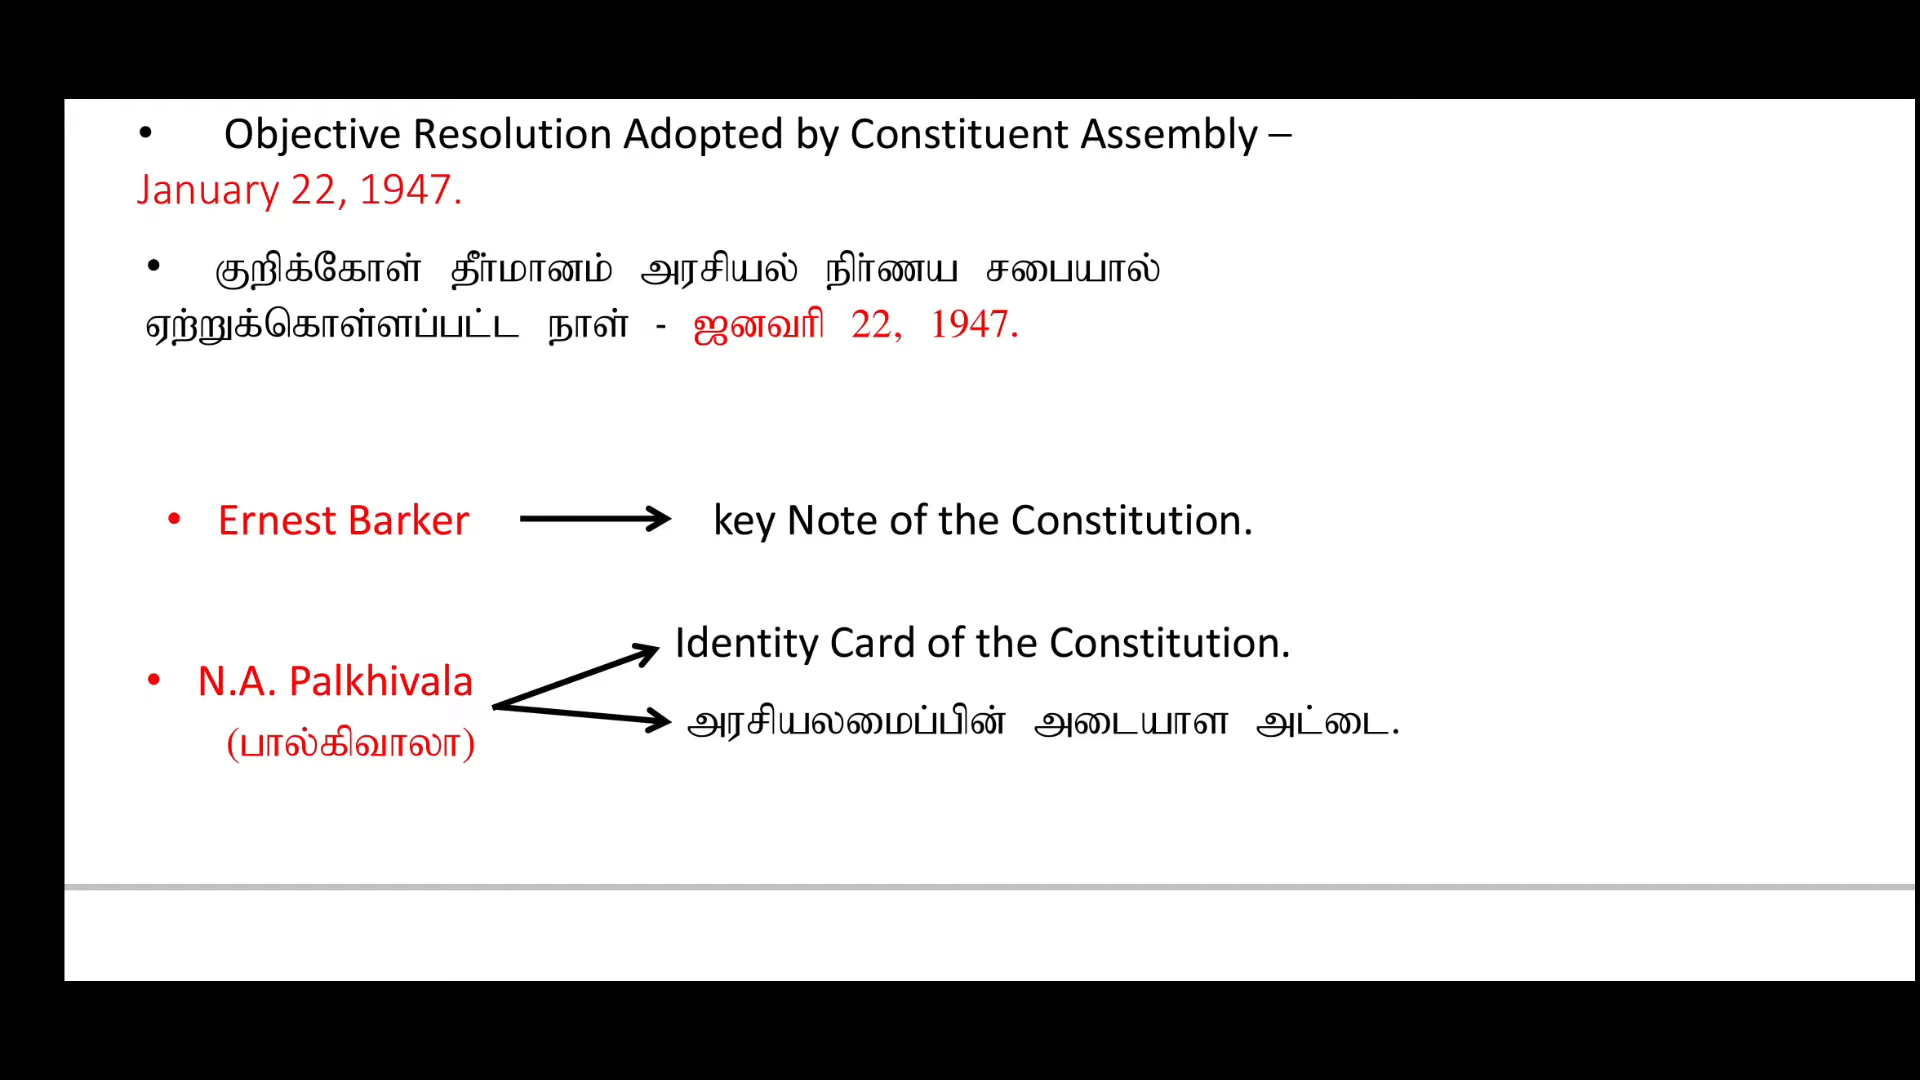 • Objective Resolution Adopted by Constituent Assembly –
January 22, 1947.
• குறிக்கோள் தீர்மானம் அரசியல் நிர்ணய சபையால்
ஏற்றுக்கொள்ளப்பட்ட நாள் - ஜனவரி 22, 1947.
• Ernest Barker key Note of the Constitution.
Identity Card of the Constitution.
• N.A. Palkhivala
அரசியலமைப்பின் அடையாள அட்டை.
(பால்கிவாலா)